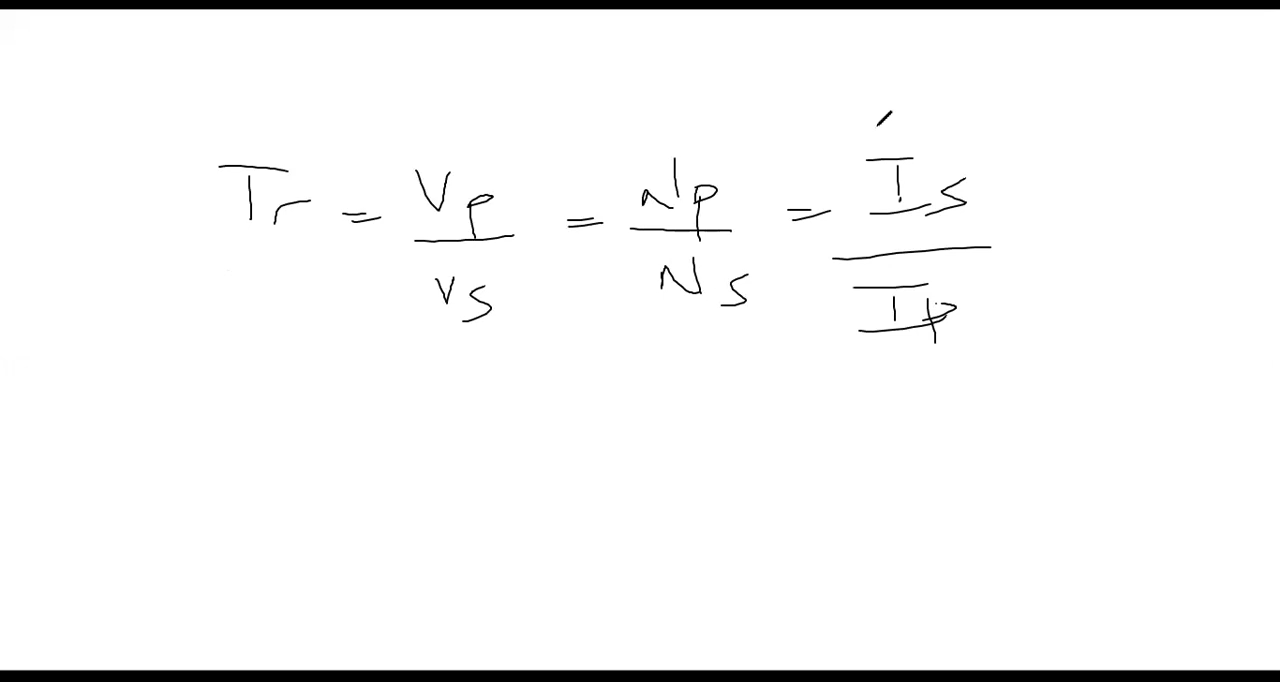 Tr = Vp/Vs = Np/Ns = Is/Ip